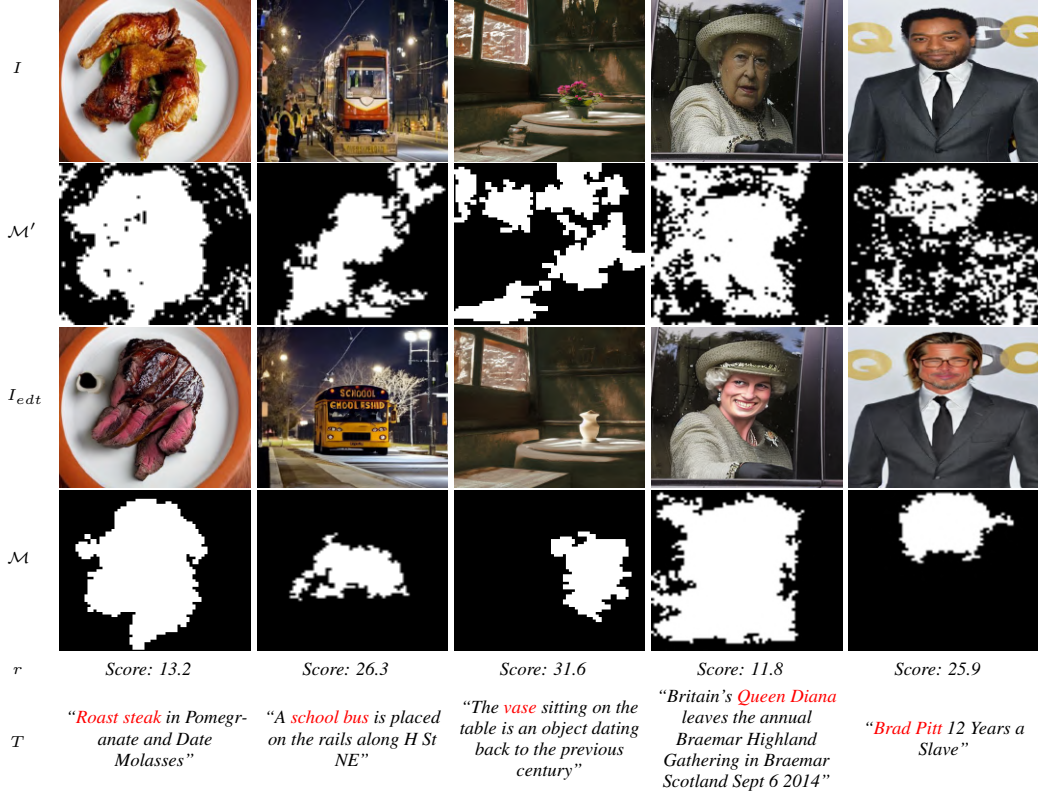 I
M′
I_edt
SCHOOL
M
r
Score: 13.2
Score: 26.3
Score: 31.6
Score: 11.8
Score: 25.9
T
“Roast steak in Pomegr-
anate and Date
Molasses”
“A school bus is placed
on the rails along H St
NE”
“The vase sitting on the
table is an object dating
back to the previous
century”
“Britain’s Queen Diana
leaves the annual
Braemar Highland
Gathering in Braemar
Scotland Sept 6 2014”
“Brad Pitt 12 Years a
Slave”